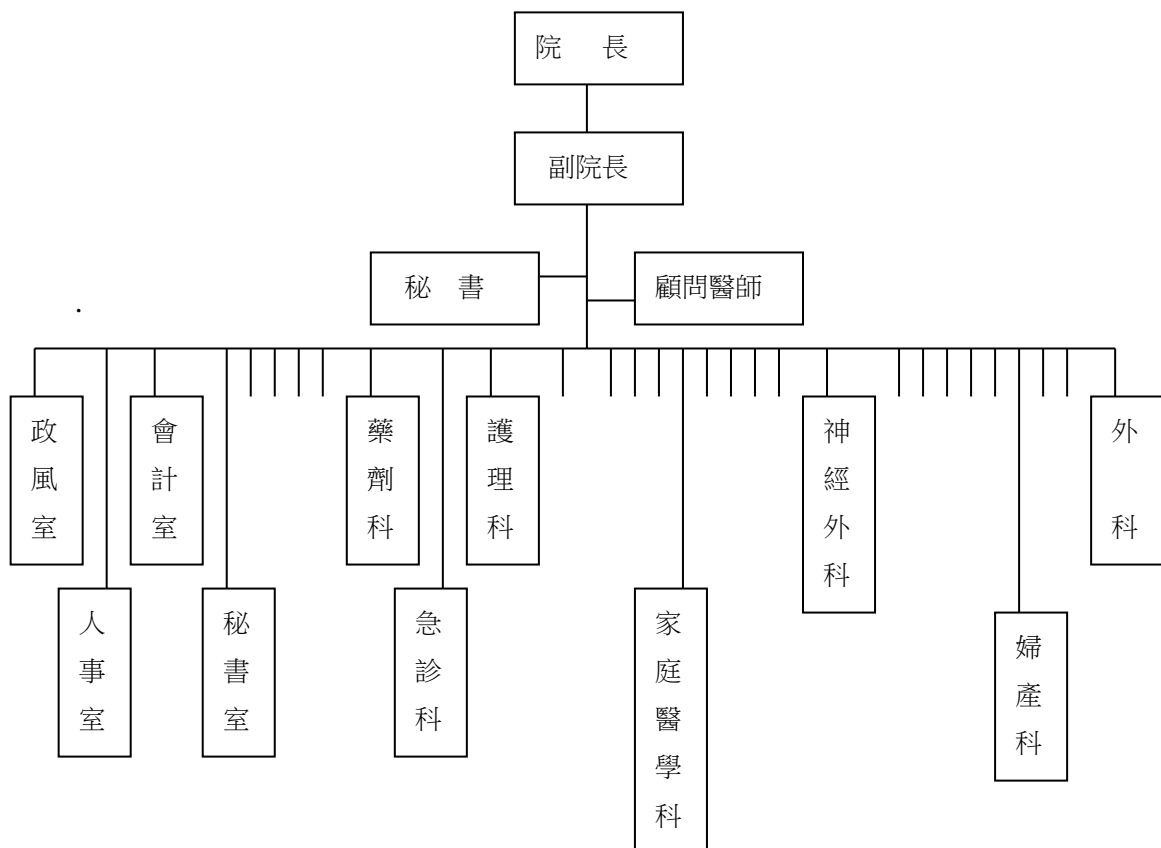 院 長
副院長
秘 書
顧問醫師
政風室
會計室
藥劑科
護理科
神經外科
外 科
人事室
秘書室
急診科
家庭醫學科
婦產科